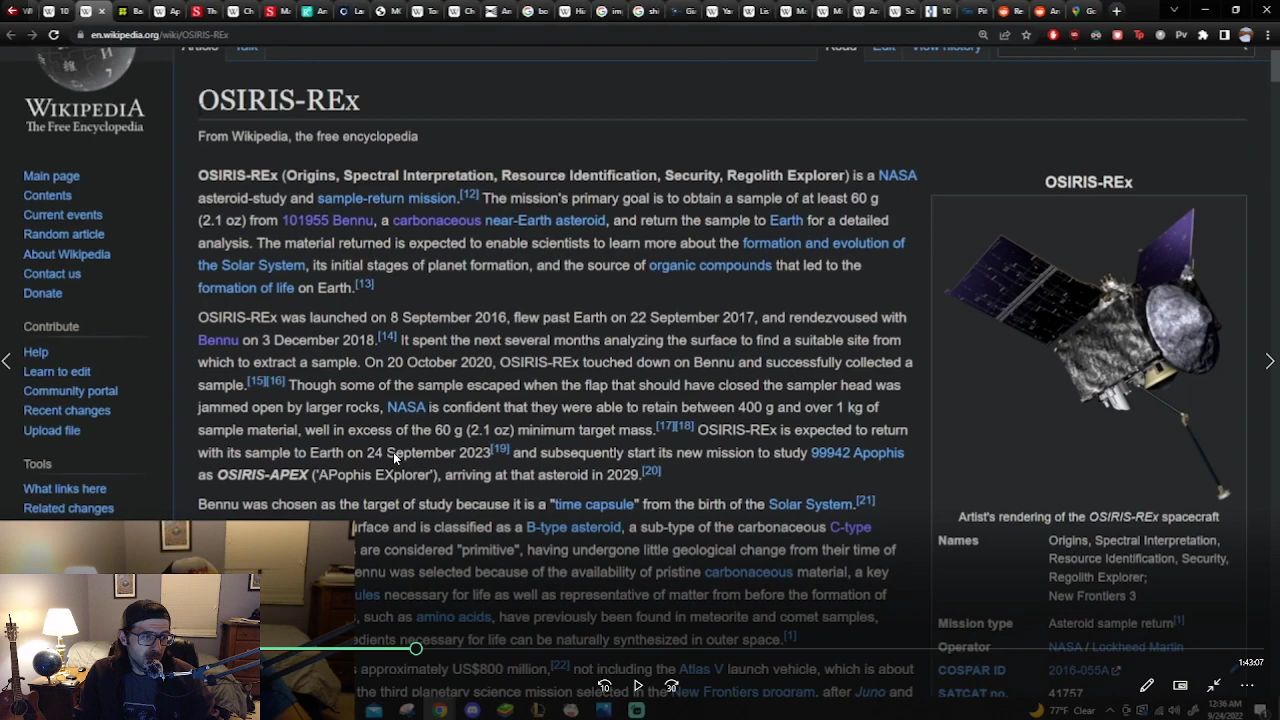 en.wikipedia.org/wiki/OSIRIS-REx
Article Talk
Read Edit View history
WIKIPEDIA
The Free Encyclopedia
Main page
Contents
Current events
Random article
About Wikipedia
Contact us
Donate
Contribute
Help
Learn to edit
Community portal
Recent changes
Upload file
Tools
What links here
Related changes
OSIRIS-REx
From Wikipedia, the free encyclopedia
OSIRIS-REx (Origins, Spectral Interpretation, Resource Identification, Security, Regolith Explorer) is a NASA
asteroid-study and sample-return mission.[12] The mission's primary goal is to obtain a sample of at least 60 g
(2.1 oz) from 101955 Bennu, a carbonaceous near-Earth asteroid, and return the sample to Earth for a detailed
analysis. The material returned is expected to enable scientists to learn more about the formation and evolution of
the Solar System, its initial stages of planet formation, and the source of organic compounds that led to the
formation of life on Earth.[13]
OSIRIS-REx was launched on 8 September 2016, flew past Earth on 22 September 2017, and rendezvoused with
Bennu on 3 December 2018.[14] It spent the next several months analyzing the surface to find a suitable site from
which to extract a sample. On 20 October 2020, OSIRIS-REx touched down on Bennu and successfully collected a
sample.[15][16] Though some of the sample escaped when the flap that should have closed the sampler head was
jammed open by larger rocks, NASA is confident that they were able to retain between 400 g and over 1 kg of
sample material, well in excess of the 60 g (2.1 oz) minimum target mass.[17][18] OSIRIS-REx is expected to return
with its sample to Earth on 24 September 2023[19] and subsequently start its new mission to study 99942 Apophis
as OSIRIS-APEX ('APophis EXplorer'), arriving at that asteroid in 2029.[20]
Bennu was chosen as the target of study because it is a "time capsule" from the birth of the Solar System.[21]
urface and is classified as a B-type asteroid, a sub-type of the carbonaceous C-type
are considered "primitive", having undergone little geological change from their time of
ennu was selected because of the availability of pristine carbonaceous material, a key
ules necessary for life as well as representative of matter from before the formation of
, such as amino acids, have previously been found in meteorite and comet samples,
edients necessary for life can be naturally synthesized in outer space.[1]
s approximately US$800 million,[22] not including the Atlas V launch vehicle, which is about
the third planetary science mission selected in the New Frontiers program, after Juno and
OSIRIS-REx
Artist's rendering of the OSIRIS-REx spacecraft
Names Origins, Spectral Interpretation,
Resource Identification, Security,
Regolith Explorer;
New Frontiers 3
Mission type Asteroid sample return[1]
Operator NASA / Lockheed Martin
COSPAR ID 2016-055A
SATCAT no. 41757
1:43:07
10 30
77°F Clear
12:36 AM
9/24/2022